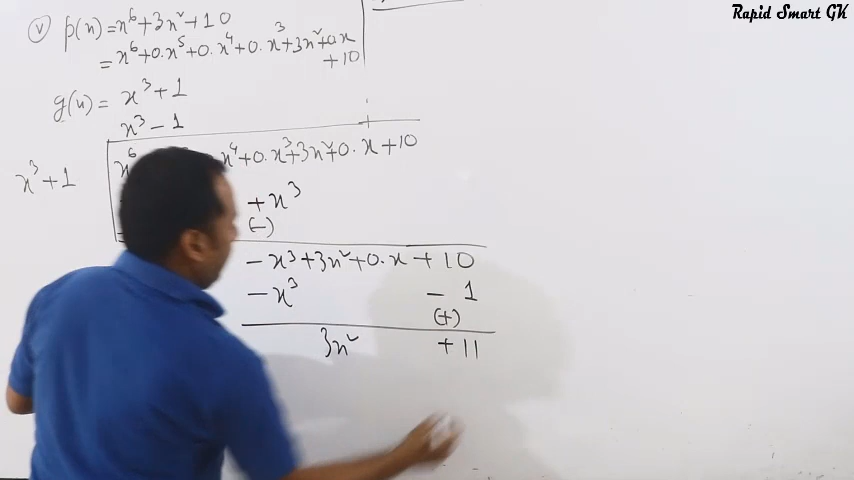 Rapid Smart GK
(v) p(x) = x⁶ + 3x² + 10
= x⁶ + 0.x⁵ + 0.x⁴ + 0.x³ + 3x² + 0.x
+ 10
g(x) = x³ + 1
x³ - 1
x³ + 1
x⁶ x⁴ + 0.x³ + 3x² + 0.x + 10
+ x³
(-)
- x³ + 3x² + 0.x + 10
- x³ - 1
(+)
3x² + 11